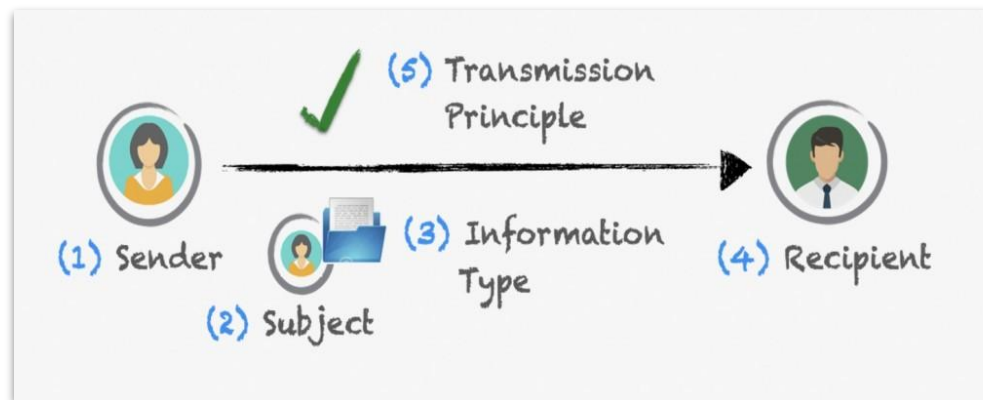 (5) Transmission
Principle
(1) Sender
(3) Information
Type
(4) Recipient
(2) Subject